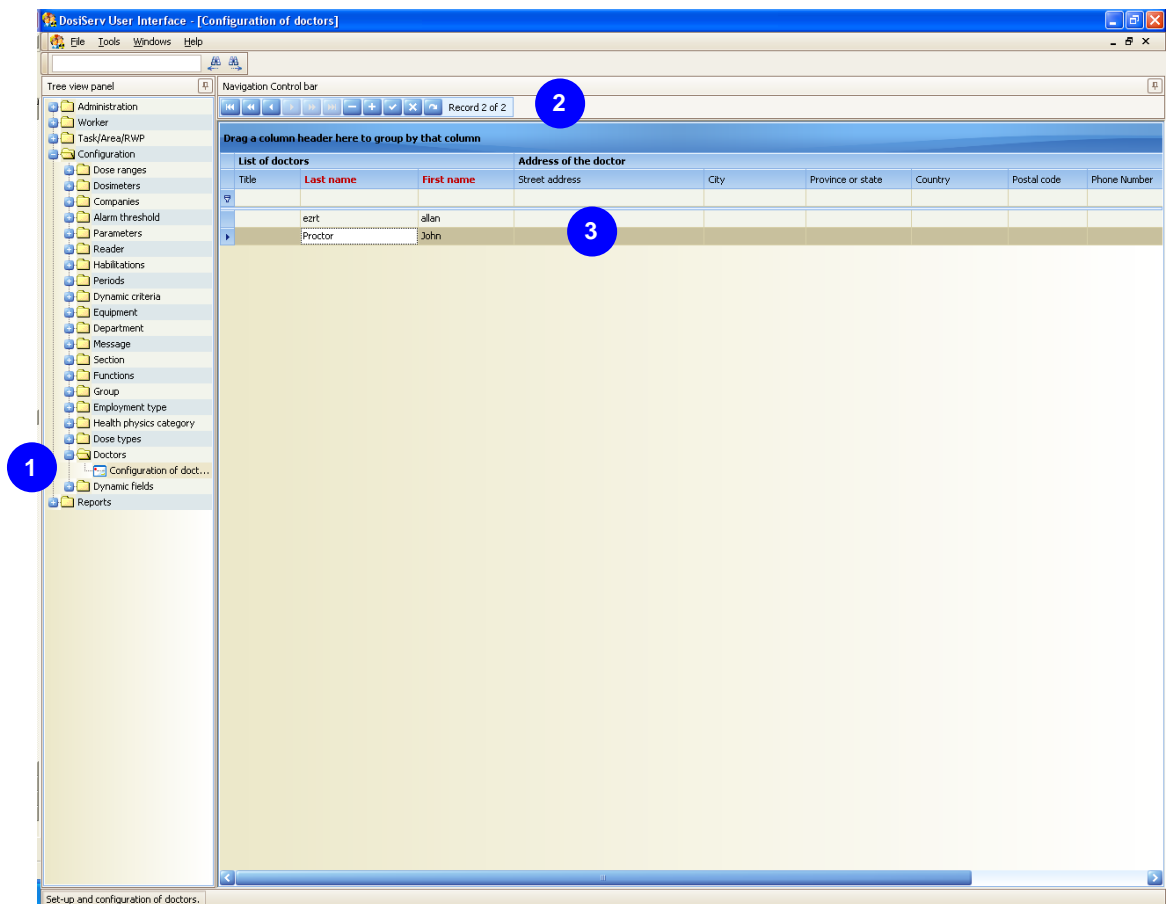 DosiServ User Interface - [Configuration of doctors]
File Tools Windows Help
Tree view panel
Navigation Control bar
Administration
Worker
Task/Area/RWP
Configuration
Dose ranges
Dosimeters
Companies
Alarm threshold
Parameters
Reader
Habilitations
Periods
Dynamic criteria
Equipment
Department
Message
Section
Functions
Group
Employment type
Health physics category
Dose types
Doctors
1
Configuration of doct...
Dynamic fields
Reports
Record 2 of 2
2
Drag a column header here to group by that column
List of doctors Address of the doctor
Title Last name First name Street address City Province or state Country Postal code Phone Number
ezrt allan
Proctor John
3
Set-up and configuration of doctors.